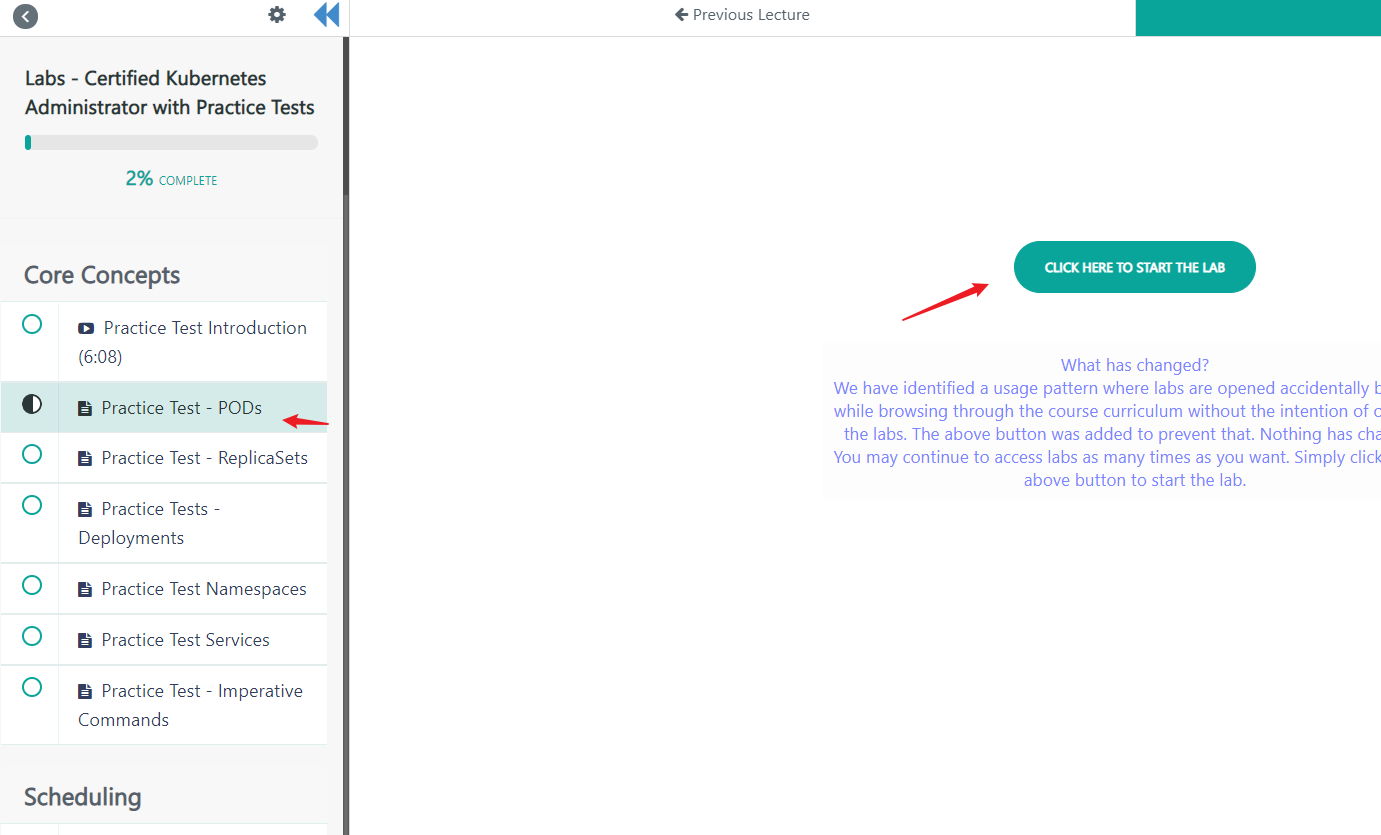 Previous Lecture
Labs - Certified Kubernetes
Administrator with Practice Tests
2% COMPLETE
Core Concepts
Practice Test Introduction
(6:08)
Practice Test - PODs
Practice Test - ReplicaSets
Practice Tests -
Deployments
Practice Test Namespaces
Practice Test Services
Practice Test - Imperative
Commands
Scheduling
CLICK HERE TO START THE LAB
What has changed?
We have identified a usage pattern where labs are opened accidentally b
while browsing through the course curriculum without the intention of o
the labs. The above button was added to prevent that. Nothing has cha
You may continue to access labs as many times as you want. Simply click
above button to start the lab.